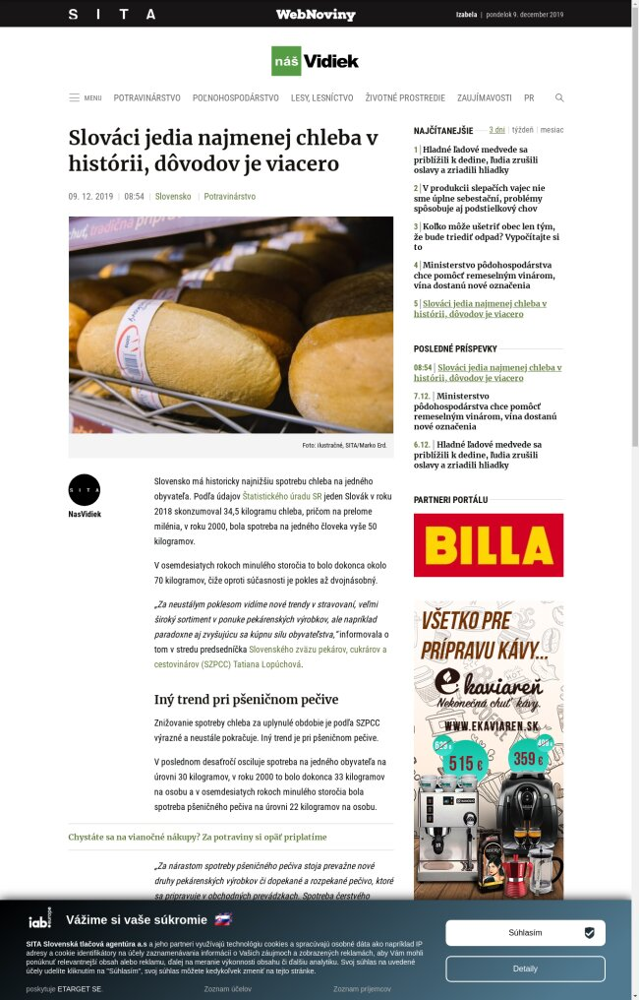 S I T A
WebNoviny
Izabela | pondelok 9. december 2019
náš Vidiek
MENU POTRAVINÁRSTVO POĽNOHOSPODÁRSTVO LESY, LESNÍCTVO ŽIVOTNÉ PROSTREDIE ZAUJÍMAVOSTI PR
Slováci jedia najmenej chleba v
histórii, dôvodov je viacero
09. 12. 2019 | 08:54 | Slovensko | Potravinárstvo
chuť, tradičná príprava
Foto: ilustračné, SITA/Marko Erd.
S I T A
NasVidiek
Slovensko má historicky najnižšiu spotrebu chleba na jedného
obyvateľa. Podľa údajov Štatistického úradu SR jeden Slovák v roku
2018 skonzumoval 34,5 kilogramu chleba, pričom na prelome
milénia, v roku 2000, bola spotreba na jedného človeka vyše 50
kilogramov.
V osemdesiatych rokoch minulého storočia to bolo dokonca okolo
70 kilogramov, čiže oproti súčasnosti je pokles až dvojnásobný.
„Za neustálym poklesom vidíme nové trendy v stravovaní, veľmi
široký sortiment v ponuke pekárenských výrobkov, ale napríklad
paradoxne aj zvyšujúcu sa kúpnu silu obyvateľstva,“ informovala o
tom v stredu predsedníčka Slovenského zväzu pekárov, cukrárov a
cestovinárov (SZPCC) Tatiana Lopúchová.
Iný trend pri pšeničnom pečive
Znižovanie spotreby chleba za uplynulé obdobie je podľa SZPCC
výrazné a neustále pokračuje. Iný trend je pri pšeničnom pečive.
V poslednom desaťročí osciluje spotreba na jedného obyvateľa na
úrovni 30 kilogramov, v roku 2000 to bolo dokonca 33 kilogramov
na osobu a v osemdesiatych rokoch minulého storočia bola
spotreba pšeničného pečiva na úrovni 22 kilogramov na osobu.
Chystáte sa na vianočné nákupy? Za potraviny si opäť priplatíme
„Za nárastom spotreby pšeničného pečiva stoja prevažne nové
druhy pekárenských výrobkov či dopekané a rozpekané pečivo, ktoré
sa pripravuje v obchodných prevádzkach. Spotreba čerstvého
NAJČÍTANEJŠIE 3 dni | týždeň | mesiac
1 | Hladné ľadové medvede sa
priblížili k dedine, ľudia zrušili
oslavy a zriadili hliadky
2 | V produkcii slepačích vajec nie
sme úplne sebestační, problémy
spôsobuje aj podstielkový chov
3 | Koľko môže ušetriť obec len tým,
že bude triediť odpad? Vypočítajte si
to
4 | Ministerstvo pôdohospodárstva
chce pomôcť remeselným vinárom,
vína dostanú nové označenia
5 | Slováci jedia najmenej chleba v
histórii, dôvodov je viacero
POSLEDNÉ PRÍSPEVKY
08:54 | Slováci jedia najmenej chleba v
histórii, dôvodov je viacero
7.12. | Ministerstvo
pôdohospodárstva chce pomôcť
remeselným vinárom, vína dostanú
nové označenia
6.12. | Hladné ľadové medvede sa
priblížili k dedine, ľudia zrušili
oslavy a zriadili hliadky
PARTNERI PORTÁLU
BILLA
VŠETKO PRE
PRÍPRAVU KÁVY...
ekaviareň
Nekonečná chuť kávy.
WWW.EKAVIAREN.SK
515 €
359 €
iab europe
Vážime si vaše súkromie
SITA Slovenská tlačová agentúra a.s a jeho partneri využívajú technológiu cookies a spracúvajú osobné dáta ako napríklad IP
adresy a cookie identifikátory na účely zaznamenávania informácií o Vašich záujmoch a zobrazených reklamách, aby Vám mohli
ponúknuť relevantnejší obsah alebo reklamu, ďalej na meranie výkonnosti obsahu či ďalšiu analytiku. Svoj súhlas na uvedené
účely udelíte kliknutím na "Súhlasím", svoj súhlas môžete kedykoľvek zmeniť na tejto stránke.
poskytuje ETARGET SE. Zoznam účelov Zoznam príjemcov
Súhlasím
Detaily